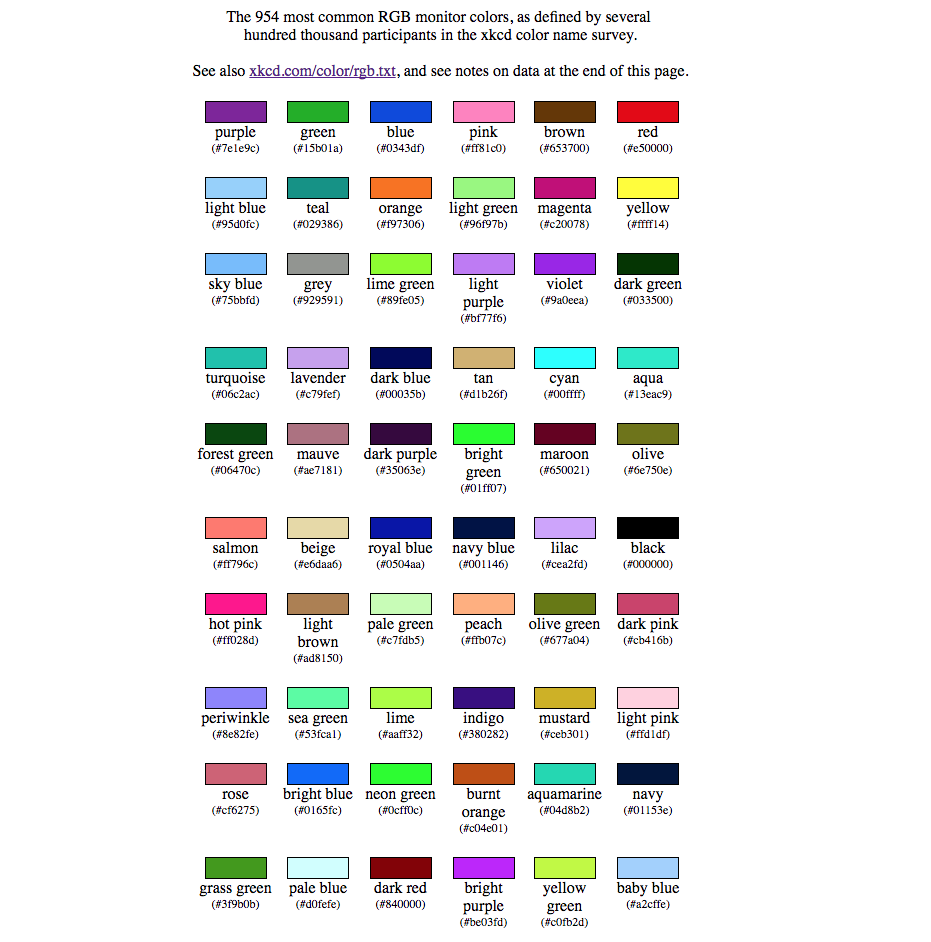 The 954 most common RGB monitor colors, as defined by several
hundred thousand participants in the xkcd color name survey.
See also xkcd.com/color/rgb.txt, and see notes on data at the end of this page.
purple green blue pink brown red
(#7e1e9c) (#15b01a) (#0343df) (#ff81c0) (#653700) (#e50000)
light blue teal orange light green magenta yellow
(#95d0fc) (#029386) (#f97306) (#96f97b) (#c20078) (#ffff14)
sky blue grey lime green light violet dark green
(#75bbfd) (#929591) (#89fe05) purple (#9a0eea) (#033500)
(#bf77f6)
turquoise lavender dark blue tan cyan aqua
(#06c2ac) (#c79fef) (#00035b) (#d1b26f) (#00ffff) (#13eac9)
forest green mauve dark purple bright maroon olive
(#06470c) (#ae7181) (#35063e) green (#650021) (#6e750e)
(#01ff07)
salmon beige royal blue navy blue lilac black
(#ff796c) (#e6daa6) (#0504aa) (#001146) (#cea2fd) (#000000)
hot pink light pale green peach olive green dark pink
(#ff028d) brown (#c7fdb5) (#ffb07c) (#677a04) (#cb416b)
(#ad8150)
periwinkle sea green lime indigo mustard light pink
(#8e82fe) (#53fca1) (#aaff32) (#380282) (#ceb301) (#ffd1df)
rose bright blue neon green burnt aquamarine navy
(#cf6275) (#0165fc) (#0cff0c) orange (#04d8b2) (#01153e)
(#c04e01)
grass green pale blue dark red bright yellow baby blue
(#3f9b0b) (#d0fefe) (#840000) purple green (#a2cffe)
(#be03fd) (#c0fb2d)